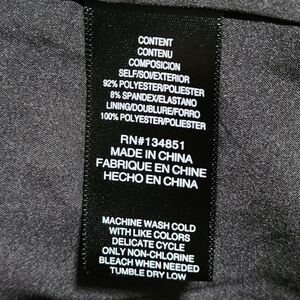 CONTENT
CONTENU
COMPOSICION
SELF/SOI/EXTERIOR
92% POLYESTER/POLIESTER
8% SPANDEX/ELASTANO
LINING/DOUBLURE/FORRO
100% POLYESTER/POLIESTER
RN#134851
MADE IN CHINA
FABRIQUE EN CHINE
HECHO EN CHINA
MACHINE WASH COLD
WITH LIKE COLORS
DELICATE CYCLE
ONLY NON-CHLORINE
BLEACH WHEN NEEDED
TUMBLE DRY LOW